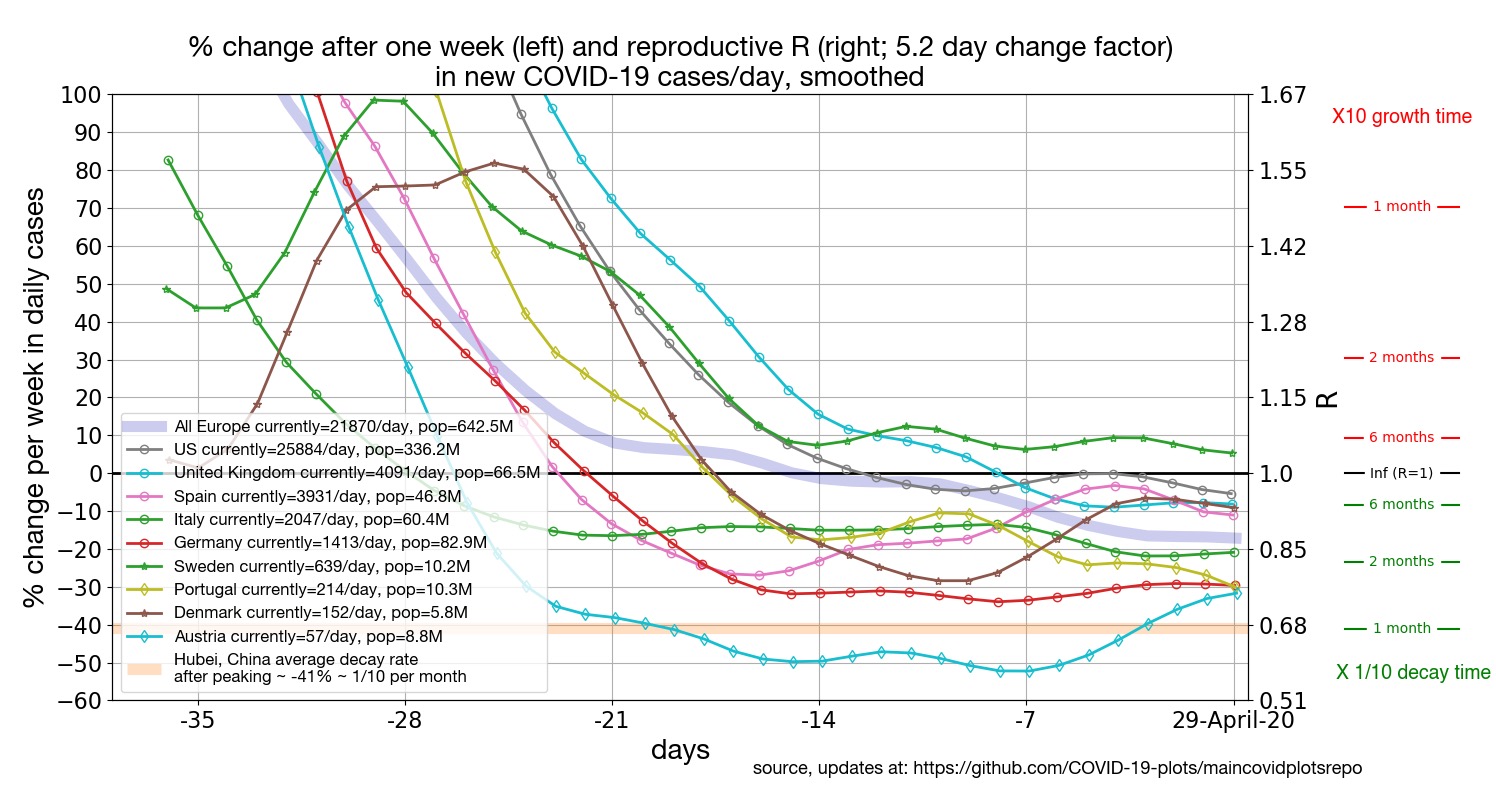 % change after one week (left) and reproductive R (right; 5.2 day change factor)
in new COVID-19 cases/day, smoothed
% change per week in daily cases
100
90
80
70
60
50
40
30
20
10
0
−10
−20
−30
−40
−50
−60
All Europe currently=21870/day, pop=642.5M
US currently=25884/day, pop=336.2M
United Kingdom currently=4091/day, pop=66.5M
Spain currently=3931/day, pop=46.8M
Italy currently=2047/day, pop=60.4M
Germany currently=1413/day, pop=82.9M
Sweden currently=639/day, pop=10.2M
Portugal currently=214/day, pop=10.3M
Denmark currently=152/day, pop=5.8M
Austria currently=57/day, pop=8.8M
Hubei, China average decay rate
after peaking ~ -41% ~ 1/10 per month
-35 -28 -21 -14 -7 29-April-20
days
1.67
1.55
1.42
1.28
1.15
1.0
0.85
0.68
0.51
R
X10 growth time
1 month
2 months
6 months
Inf (R=1)
6 months
2 months
1 month
X 1/10 decay time
source, updates at: https://github.com/COVID-19-plots/maincovidplotsrepo